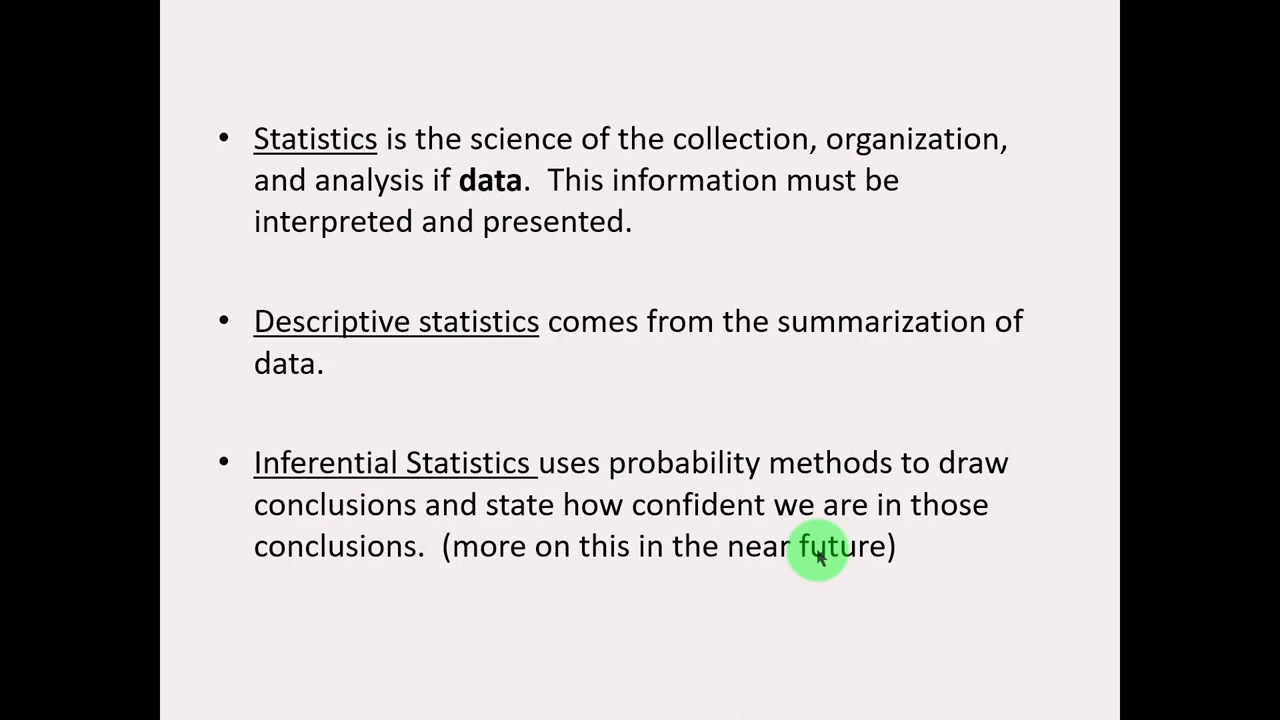 • Statistics is the science of the collection, organization,
and analysis if data.  This information must be
interpreted and presented.
• Descriptive statistics comes from the summarization of
data.
• Inferential Statistics uses probability methods to draw
conclusions and state how confident we are in those
conclusions.  (more on this in the near future)